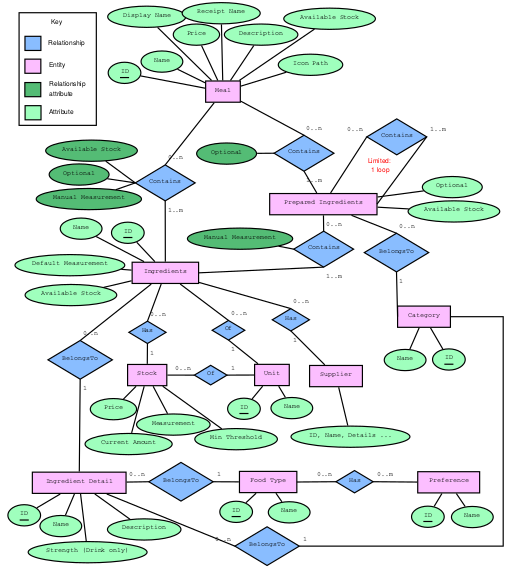 Key
Relationship
Entity
Relationship
attribute
Attribute
Display Name
Receipt Name
Available Stock
Price
Description
Name
ID
Icon Path
Meal
Available Stock
Optional
Manual Measurement
Contains
0..n
1..m
Optional
Contains
0..n
..m
Contains
0..n
1..m
Limited:
1 loop
Prepared Ingredients
Optional
Available Stock
Name
ID
Default Measurement
Available Stock
Ingredients
Manual Measurement
Contains
0..n
1..m
BelongsTo
0..n
1
Category
Name
ID
0..n
BelongsTo
1
0..n
Has
1
0..n
Of
1
0..n
Has
1
Stock
0..n
Of
1
Unit
Supplier
Price
Measurement
Current Amount
Min Threshold
ID
Name
ID, Name, Details ...
Ingredient Detail
0..n
BelongsTo
1
Food Type
0..n
Has
0..m
Preference
ID
Name
Description
Strength (Drink only)
ID
Name
ID
Name
0..n
BelongsTo
1